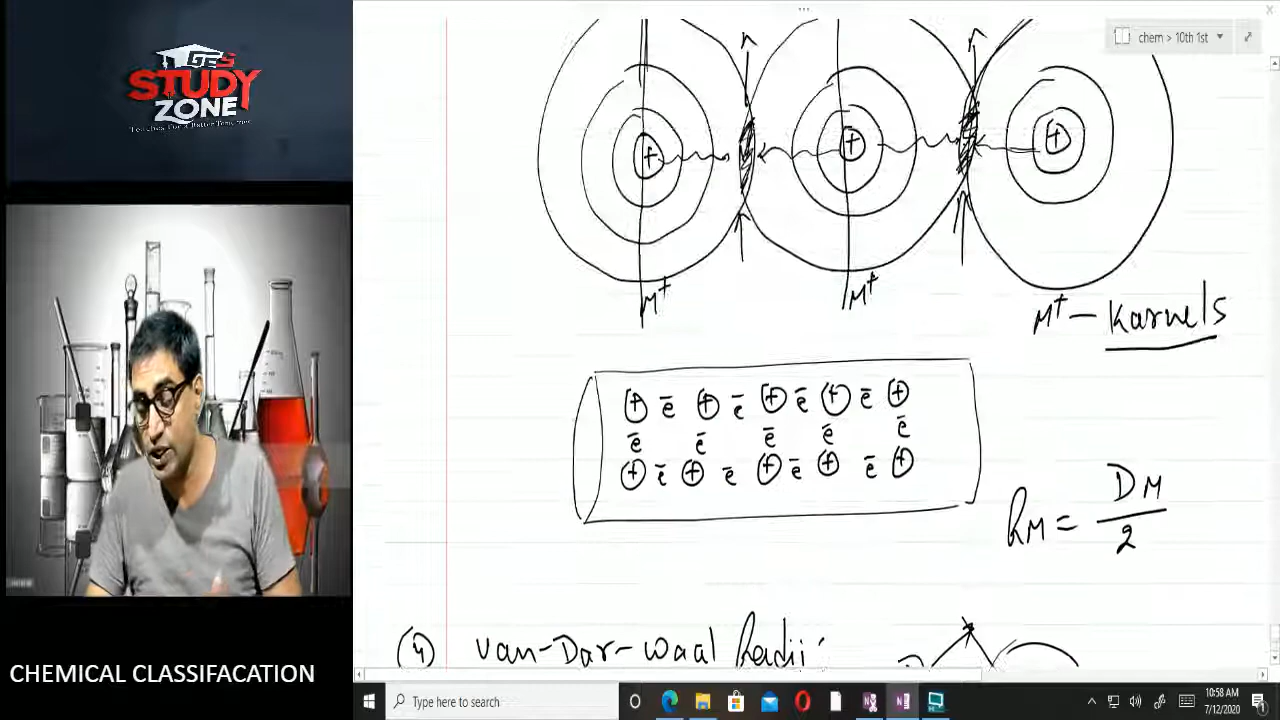 GES
STUDY
ZONE
chem > 10th 1st
+
+
+
M+
M+
M+ – Karnels
+ ē + ē + ē + ē +
ē ē ē ē ē
+ ē + ē + ē + ē +
RM = DM
2
(4) Van-Dar-waal Radii:
CHEMICAL CLASSIFACATION
Type here to search
10:58 AM
7/12/2020